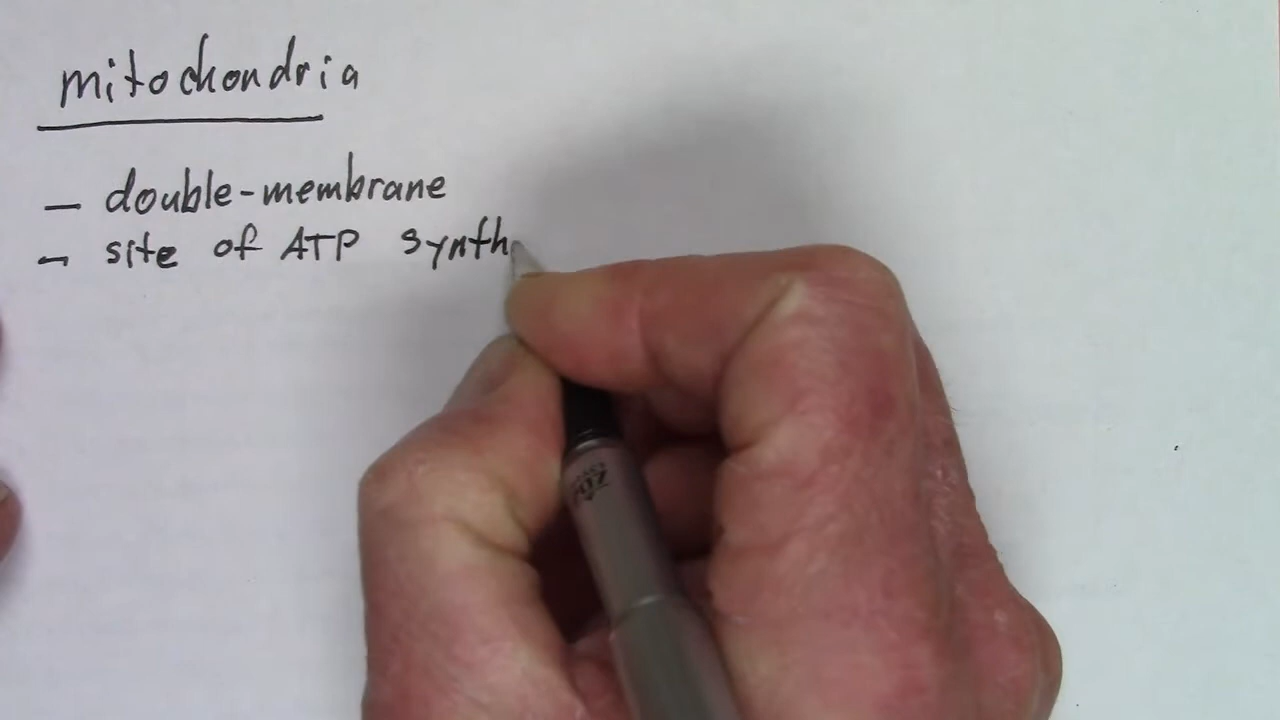 mitochondria
- double-membrane
- site of ATP synth